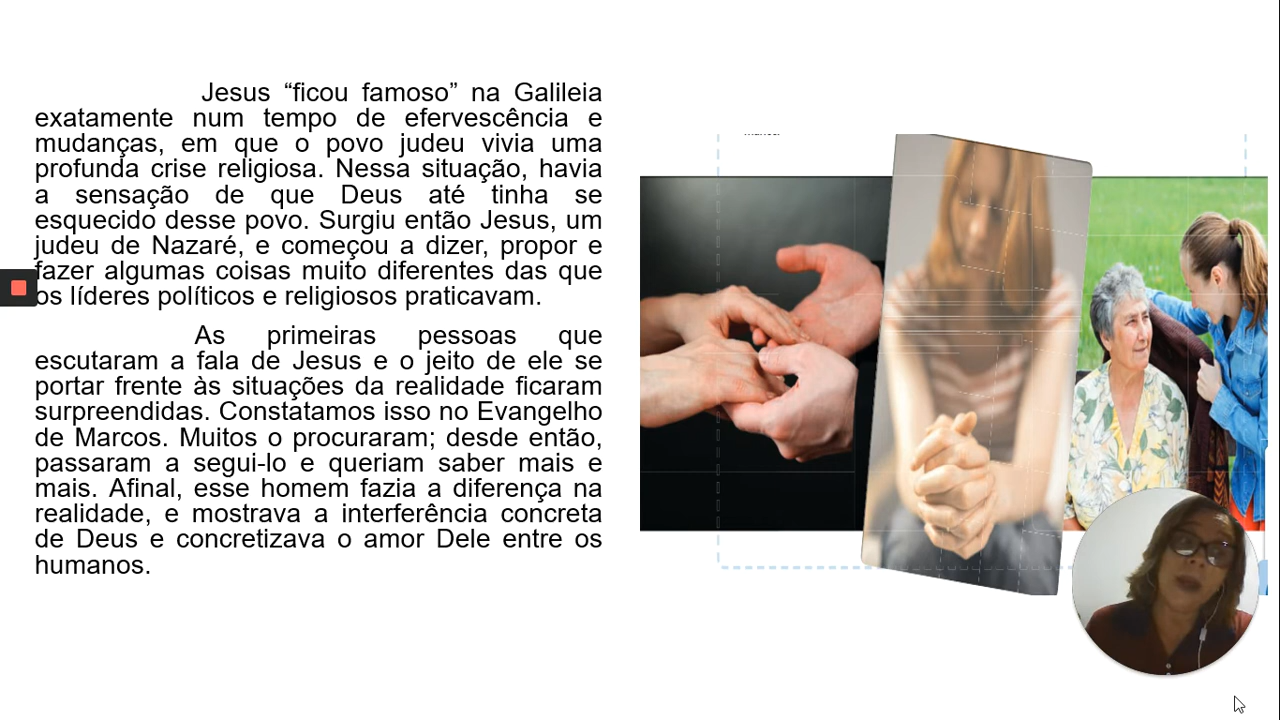 Jesus “ficou famoso” na Galileia
exatamente num tempo de efervescência e
mudanças, em que o povo judeu vivia uma
profunda crise religiosa. Nessa situação, havia
a sensação de que Deus até tinha se
esquecido desse povo. Surgiu então Jesus, um
judeu de Nazaré, e começou a dizer, propor e
fazer algumas coisas muito diferentes das que
os líderes políticos e religiosos praticavam.
As primeiras pessoas que
escutaram a fala de Jesus e o jeito de ele se
portar frente às situações da realidade ficaram
surpreendidas. Constatamos isso no Evangelho
de Marcos. Muitos o procuraram; desde então,
passaram a segui-lo e queriam saber mais e
mais. Afinal, esse homem fazia a diferença na
realidade, e mostrava a interferência concreta
de Deus e concretizava o amor Dele entre os
humanos.